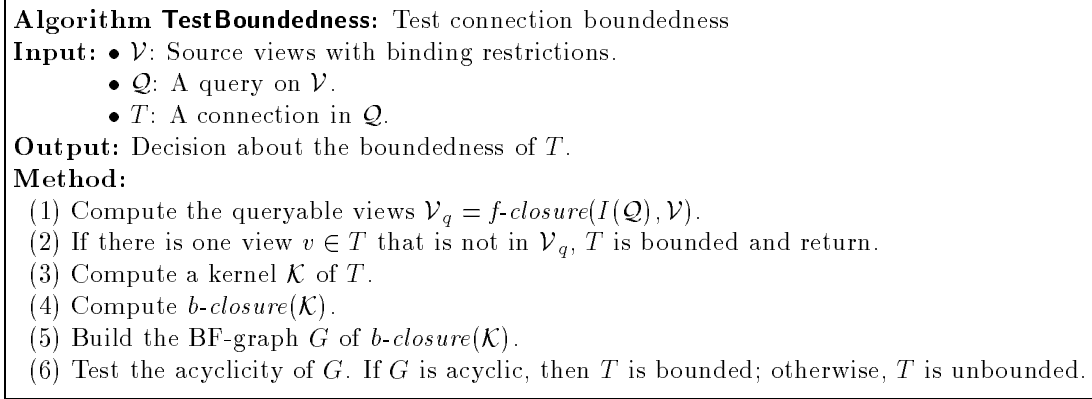 Algorithm TestBoundedness: Test connection boundedness
Input: • 𝒱: Source views with binding restrictions.
• 𝒬: A query on 𝒱.
• T: A connection in 𝒬.
Output: Decision about the boundedness of T.
Method:
(1) Compute the queryable views 𝒱_q = f-closure(I(𝒬), 𝒱).
(2) If there is one view v ∈ T that is not in 𝒱_q, T is bounded and return.
(3) Compute a kernel 𝒦 of T.
(4) Compute b-closure(𝒦).
(5) Build the BF-graph G of b-closure(𝒦).
(6) Test the acyclicity of G. If G is acyclic, then T is bounded; otherwise, T is unbounded.